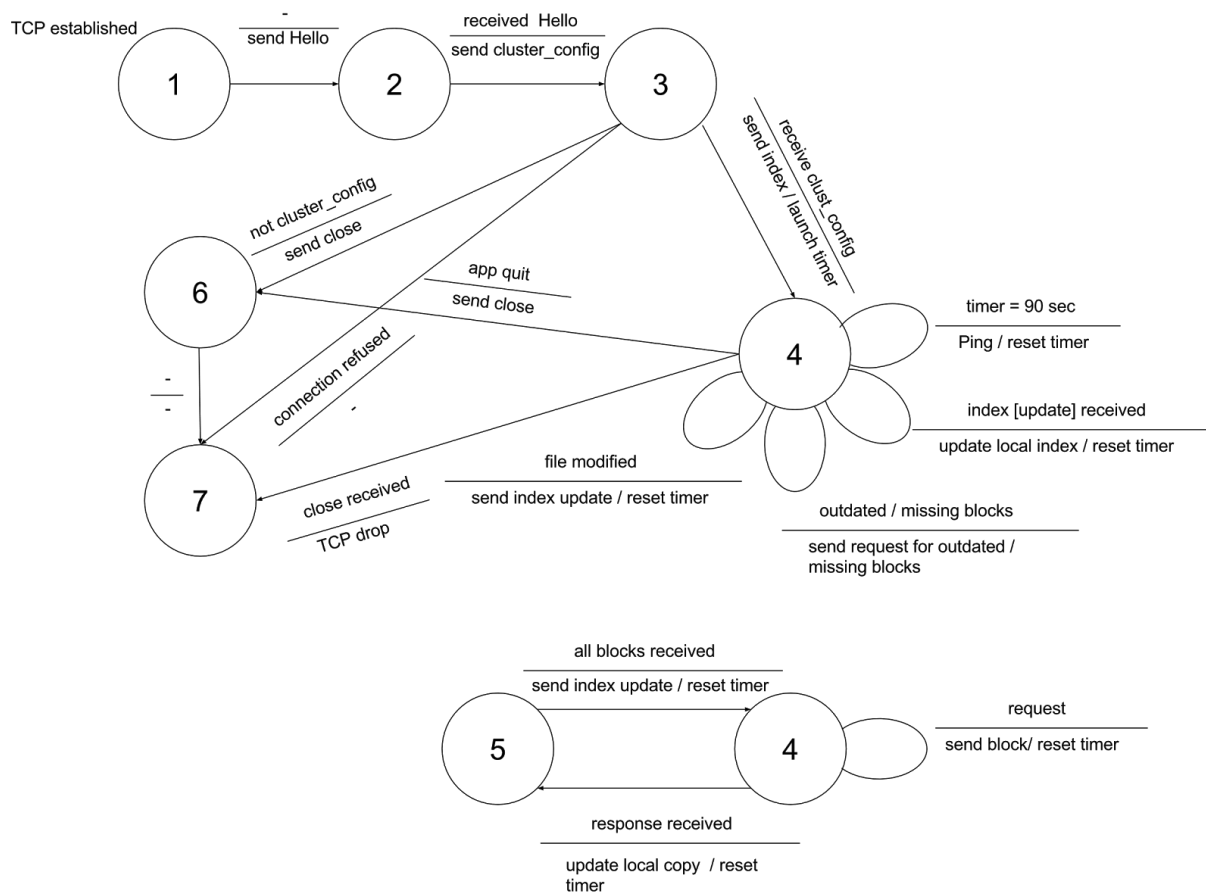 TCP established
-
send Hello
received Hello
send cluster_config
1
2
3
receive clust_config
send index / launch timer
not cluster_config
send close
6
app quit
send close
4
timer = 90 sec
Ping / reset timer
connection refused
-
-
-
index [update] received
update local index / reset timer
7
close received
TCP drop
file modified
send index update / reset timer
outdated / missing blocks
send request for outdated /
missing blocks
all blocks received
send index update / reset timer
5
4
request
send block/ reset timer
response received
update local copy / reset
timer